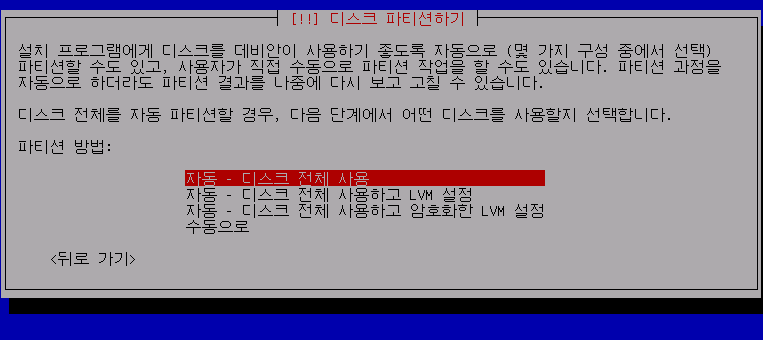 [!!] 디스크 파티션하기
설치 프로그램에게 디스크를 데비안이 사용하기 좋도록 자동으로 (몇 가지 구성 중에서 선택)
파티션할 수도 있고, 사용자가 직접 수동으로 파티션 작업을 할 수도 있습니다. 파티션 과정을
자동으로 하더라도 파티션 결과를 나중에 다시 보고 고칠 수 있습니다.
디스크 전체를 자동 파티션할 경우, 다음 단계에서 어떤 디스크를 사용할지 선택합니다.
파티션 방법:
자동 - 디스크 전체 사용
자동 - 디스크 전체 사용하고 LVM 설정
자동 - 디스크 전체 사용하고 암호화한 LVM 설정
수동으로
<뒤로 가기>